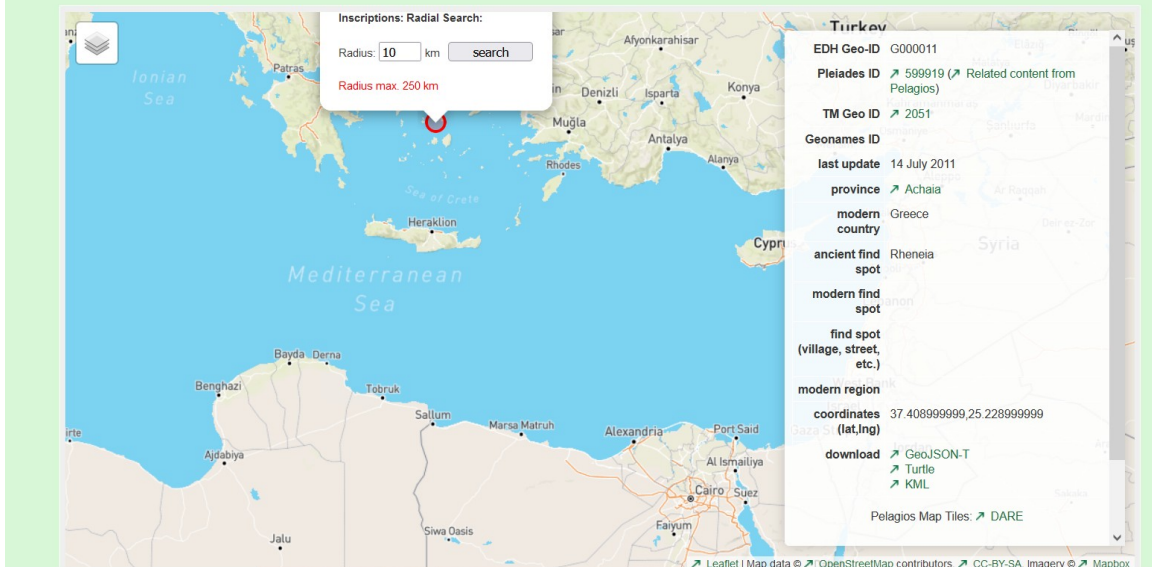 Inscriptions: Radial Search:
Radius: 10 km search
Radius max. 250 km
Turkey
Afyonkarahisar
Ionian
Sea
Patras
Denizli
Isparta
Konya
Muğla
Antalya
Alanya
Rhodes
Sea of Crete
Heraklion
Mediterranean
Sea
Syria
Bayda
Derna
Benghazi
Tobruk
Sallum
Marsa Matruh
Alexandria
Port Said
Ajdabiya
Al Ismailiya
Cairo
Suez
Faiyum
Siwa Oasis
Jalu
EDH Geo-ID G000011
Pleiades ID ↗ 599919 (↗ Related content from
Pelagios)
TM Geo ID ↗ 2051
Geonames ID
last update 14 July 2011
province ↗ Achaia
modern Greece
country
ancient find Rheneia
spot
modern find
spot
find spot
(village, street,
etc.)
modern region
coordinates 37.408999999,25.228999999
(lat,lng)
download ↗ GeoJSON-T
↗ Turtle
↗ KML
Pelagios Map Tiles: ↗ DARE
↗ Leaflet | Map data © ↗ OpenStreetMap contributors, ↗ CC-BY-SA, Imagery © ↗ Mapbox